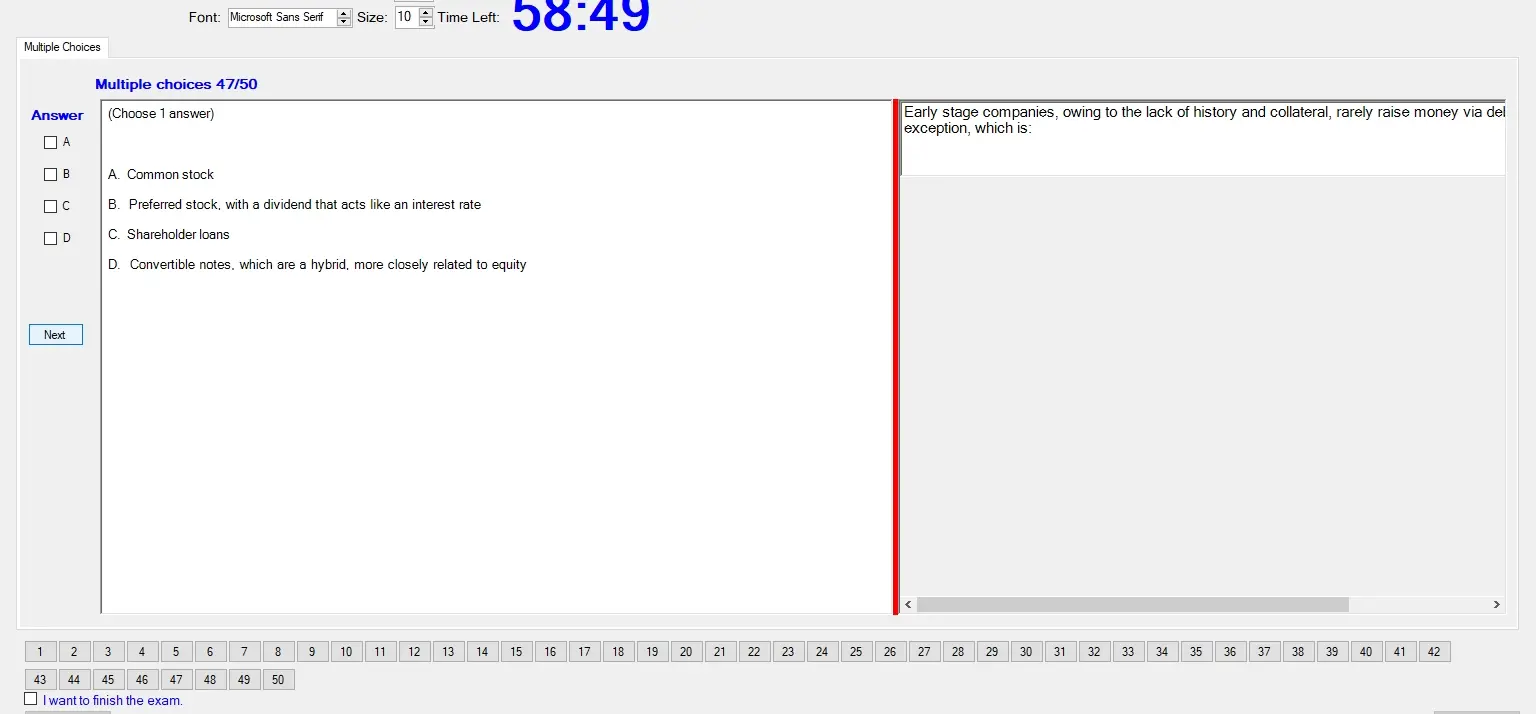 Font: Microsoft Sans Serif Size: 10 Time Left: 58:49
Multiple Choices
Multiple choices 47/50
Answer
A
B
C
D
Next
(Choose 1 answer)
A. Common stock
B. Preferred stock, with a dividend that acts like an interest rate
C. Shareholder loans
D. Convertible notes, which are a hybrid, more closely related to equity
Early stage companies, owing to the lack of history and collateral, rarely raise money via
exception, which is:
1 2 3 4 5 6 7 8 9 10 11 12 13 14 15 16 17 18 19 20 21 22 23 24 25 26 27 28 29 30 31 32 33 34 35 36 37 38 39 40 41 42
43 44 45 46 47 48 49 50
I want to finish the exam.